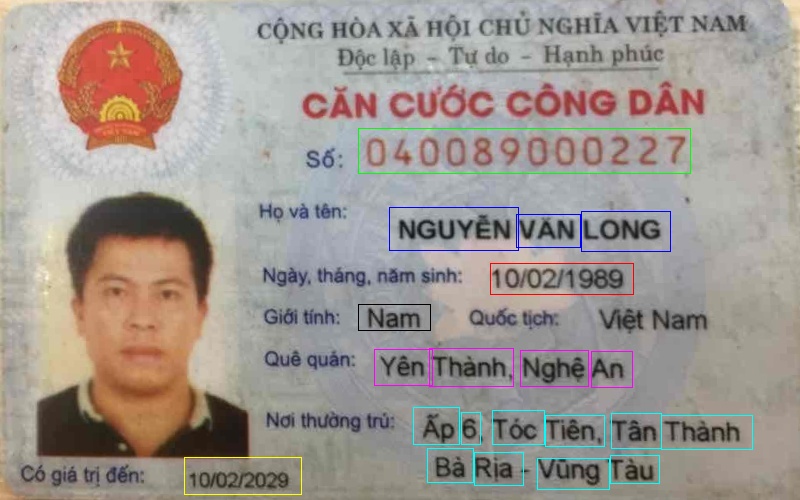 CỘNG HÒA XÃ HỘI CHỦ NGHĨA VIỆT NAM
Độc lập - Tự do - Hạnh phúc
CĂN CƯỚC CÔNG DÂN
Số: 040089000227
Họ và tên: NGUYỄN VĂN LONG
Ngày, tháng, năm sinh: 10/02/1989
Giới tính: Nam Quốc tịch: Việt Nam
Quê quán: Yên Thành, Nghệ An
Nơi thường trú: Ấp 6, Tóc Tiên, Tân Thành
Bà Rịa - Vũng Tàu
Có giá trị đến: 10/02/2029